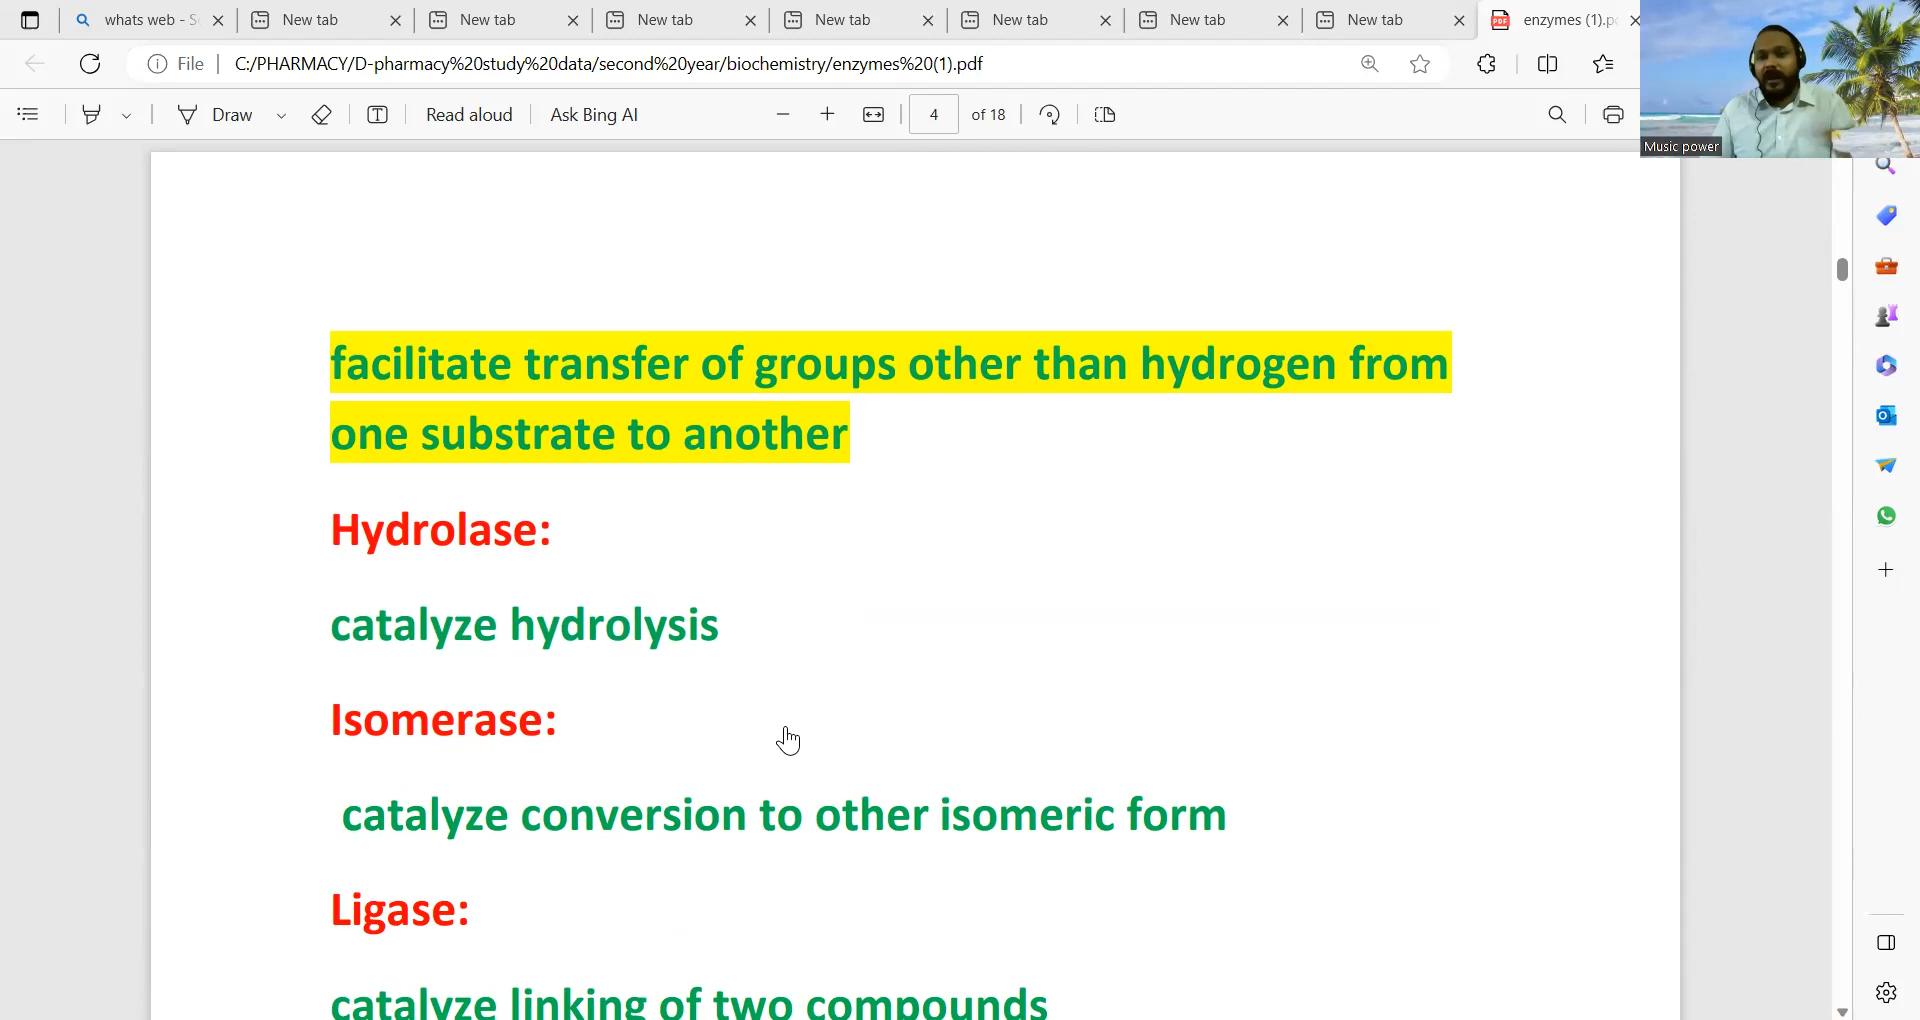 whats web - S
New tab
New tab
New tab
New tab
New tab
New tab
New tab
enzymes (1).p
File
C:/PHARMACY/D-pharmacy%20study%20data/second%20year/biochemistry/enzymes%20(1).pdf
Draw
Read aloud
Ask Bing AI
4
of 18
Music power
facilitate transfer of groups other than hydrogen from
one substrate to another
Hydrolase:
catalyze hydrolysis
Isomerase:
catalyze conversion to other isomeric form
Ligase:
catalyze linking of two compounds